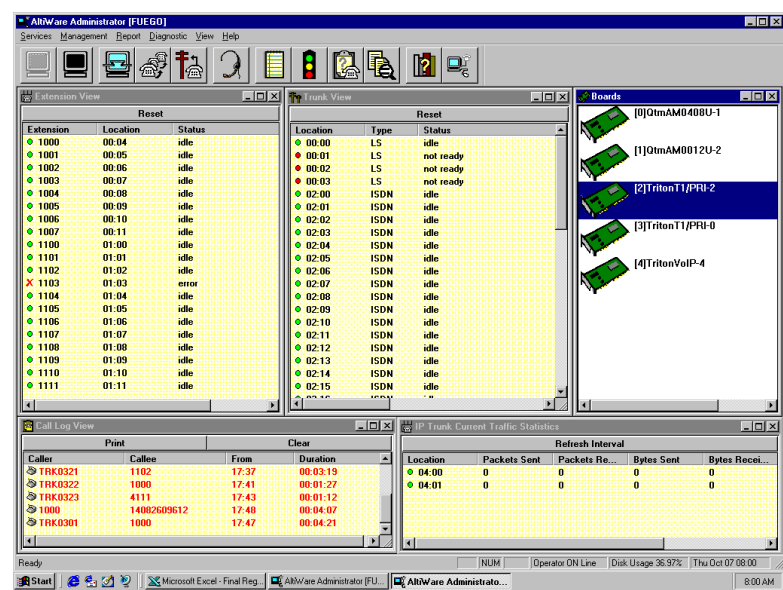 AltiWare Administrator [FUEGO]
Services Management Report Diagnostic View Help
Extension View
Reset
Extension Location Status
1000 00:04 idle
1001 00:05 idle
1002 00:06 idle
1003 00:07 idle
1004 00:08 idle
1005 00:09 idle
1006 00:10 idle
1007 00:11 idle
1100 01:00 idle
1101 01:01 idle
1102 01:02 idle
1103 01:03 error
1104 01:04 idle
1105 01:05 idle
1106 01:06 idle
1107 01:07 idle
1108 01:08 idle
1109 01:09 idle
1110 01:10 idle
1111 01:11 idle
Trunk View
Reset
Location Type Status
00:00 LS idle
00:01 LS not ready
00:02 LS not ready
00:03 LS not ready
02:00 ISDN idle
02:01 ISDN idle
02:02 ISDN idle
02:03 ISDN idle
02:04 ISDN idle
02:05 ISDN idle
02:06 ISDN idle
02:07 ISDN idle
02:08 ISDN idle
02:09 ISDN idle
02:10 ISDN idle
02:11 ISDN idle
02:12 ISDN idle
02:13 ISDN idle
02:14 ISDN idle
02:15 ISDN idle
Boards
[0]QtmAM0408U-1
[1]QtmAM0012U-2
[2]TritonT1/PRI-2
[3]TritonT1/PRI-0
[4]TritonVoIP-4
Call Log View
Print Clear
Caller Callee From Duration
TRK0321 1102 17:37 00:03:19
TRK0322 1000 17:41 00:01:27
TRK0323 4111 17:43 00:01:12
1000 14082609612 17:48 00:04:07
TRK0301 1000 17:47 00:04:21
IP Trunk Current Traffic Statistics
Refresh Interval
Location Packets Sent Packets Re... Bytes Sent Bytes Recei...
04:00 0 0 0 0
04:01 0 0 0 0
Ready NUM Operator ON Line Disk Usage 36.97% Thu Oct 07 08:00
Start Microsoft Excel - Final Reg... AltiWare Administrator [FU... AltiWare Administrato... 8:00 AM